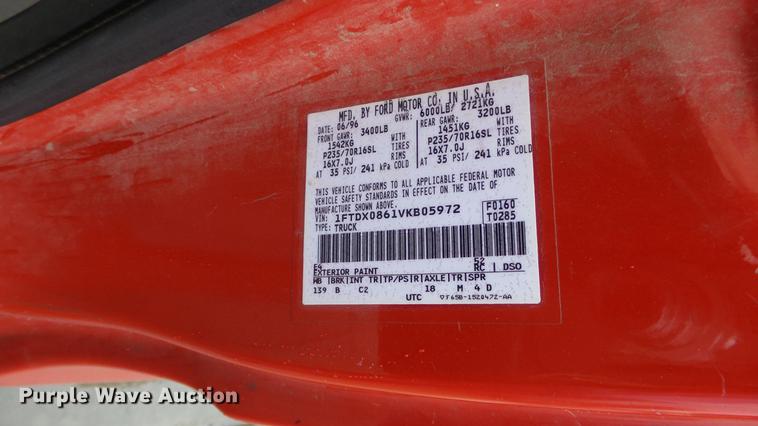 MFD. BY FORD MOTOR CO. IN U.S.A.
DATE: 06/96 GVWR: 6000LB/ 2721KG
FRONT GAWR: 3400LB REAR GAWR: 3200LB
1542KG WITH 1451KG WITH
P235/70R16SL TIRES P235/70R16SL TIRES
16X7.0J RIMS 16X7.0J RIMS
AT 35 PSI/ 241 kPa COLD AT 35 PSI/ 241 kPa COLD
THIS VEHICLE CONFORMS TO ALL APPLICABLE FEDERAL MOTOR
VEHICLE SAFETY STANDARDS IN EFFECT ON THE DATE OF
MANUFACTURE SHOWN ABOVE.
VIN: 1FTDX0861VKB05972 F0160
TYPE: TRUCK T0285
E4 52
EXTERIOR PAINT RC DSO
WB BRK INT TR TP/PS R AXLE TR SPR
139 B C2 18 M 4 D
UTC
Purple Wave Auction